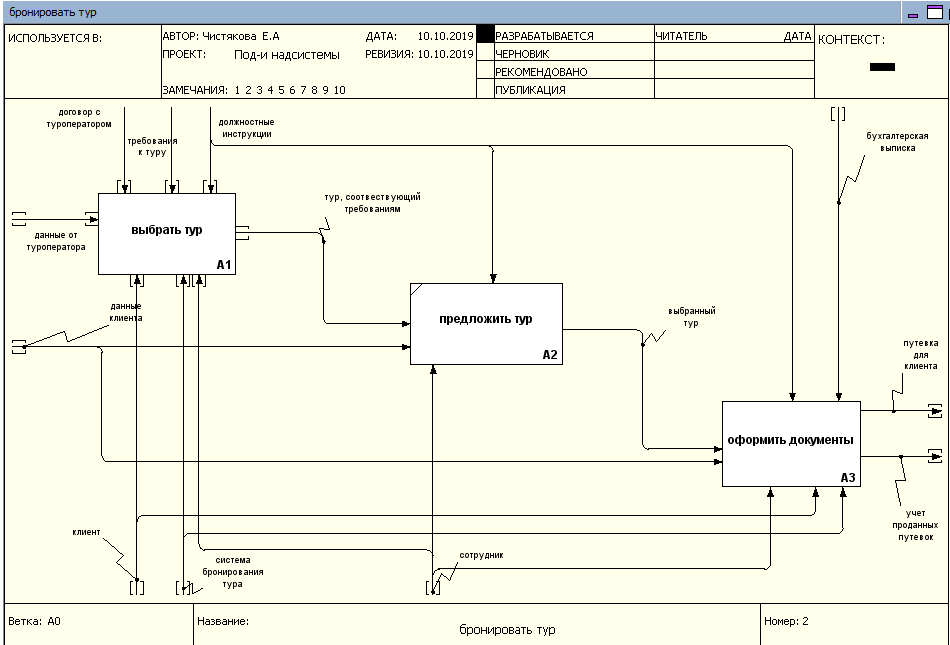 бронировать тур
ИСПОЛЬЗУЕТСЯ В:
АВТОР: Чистякова Е.А
ДАТА: 10.10.2019
ПРОЕКТ: Под-и надсистемы
РЕВИЗИЯ: 10.10.2019
ЗАМЕЧАНИЯ: 1 2 3 4 5 6 7 8 9 10
РАЗРАБАТЫВАЕТСЯ
ЧЕРНОВИК
РЕКОМЕНДОВАНО
ПУБЛИКАЦИЯ
ЧИТАТЕЛЬ
ДАТА
КОНТЕКСТ:
договор с
туроператором
требования
к туру
должностные
инструкции
бухгалтерская
выписка
данные от
туроператора
выбрать тур
A1
тур, соотвествующий
требованиям
данные
клиента
предложить тур
A2
выбранный
тур
путевка
для
клиента
оформить документы
A3
учет
проданных
путевок
клиент
система
бронирования
тура
сотрудник
Ветка: A0
Название:
бронировать тур
Номер: 2